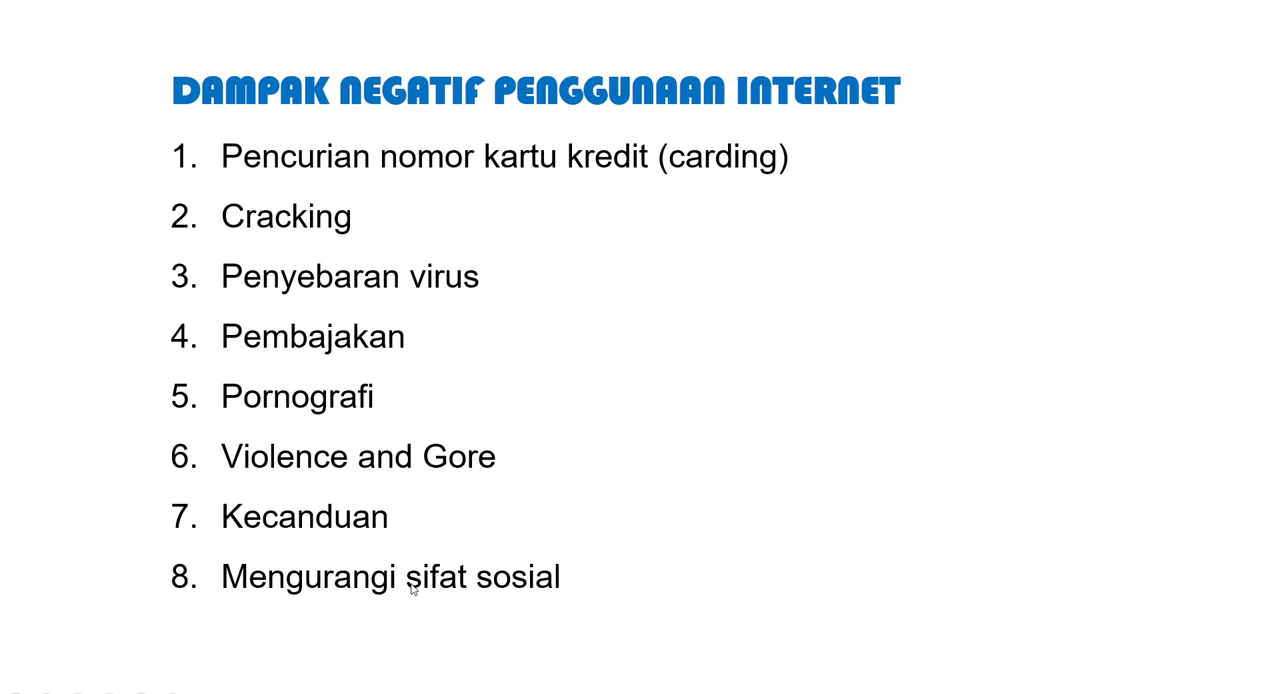 DAMPAK NEGATIF PENGGUNAAN INTERNET
1. Pencurian nomor kartu kredit (carding)
2. Cracking
3. Penyebaran virus
4. Pembajakan
5. Pornografi
6. Violence and Gore
7. Kecanduan
8. Mengurangi sifat sosial